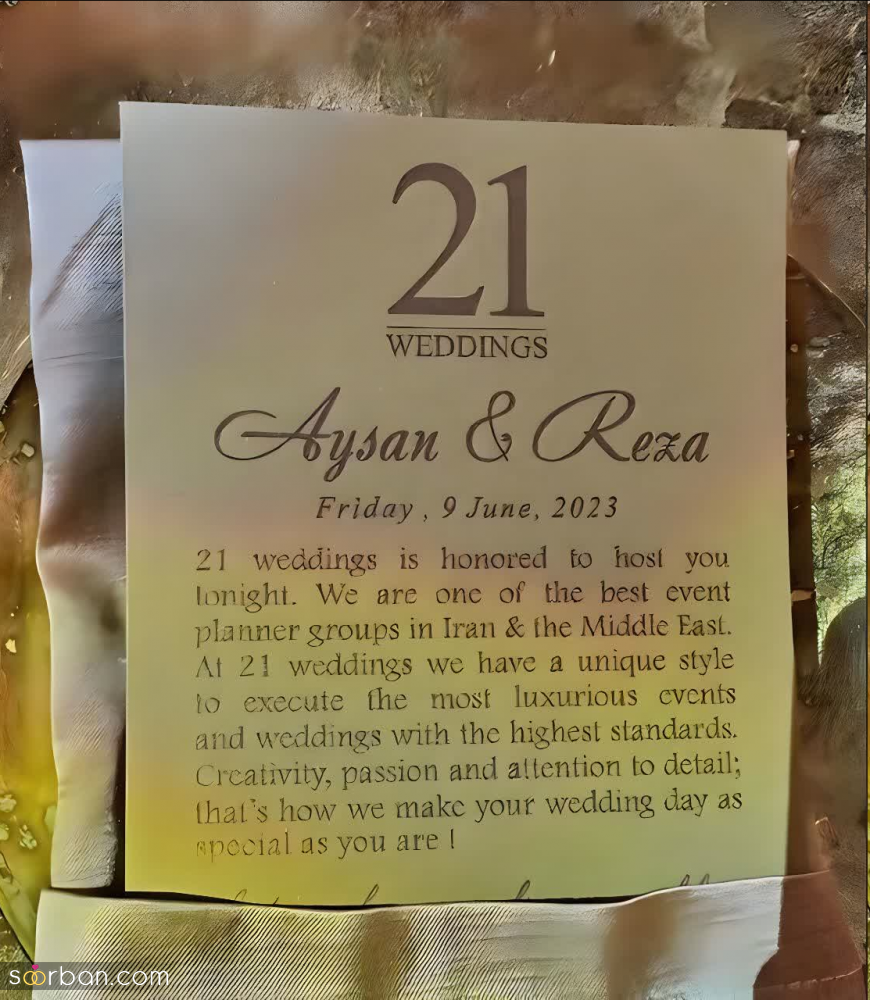 21
WEDDINGS
Aysan & Reza
Friday , 9 June, 2023
21 weddings is honored to host you
tonight. We are one of the best event
planner groups in Iran & the Middle East.
At 21 weddings we have a unique style
to execute the most luxurious events
and weddings with the highest standards.
Creativity, passion and attention to detail;
that's how we make your wedding day as
special as you are !
soorban.com